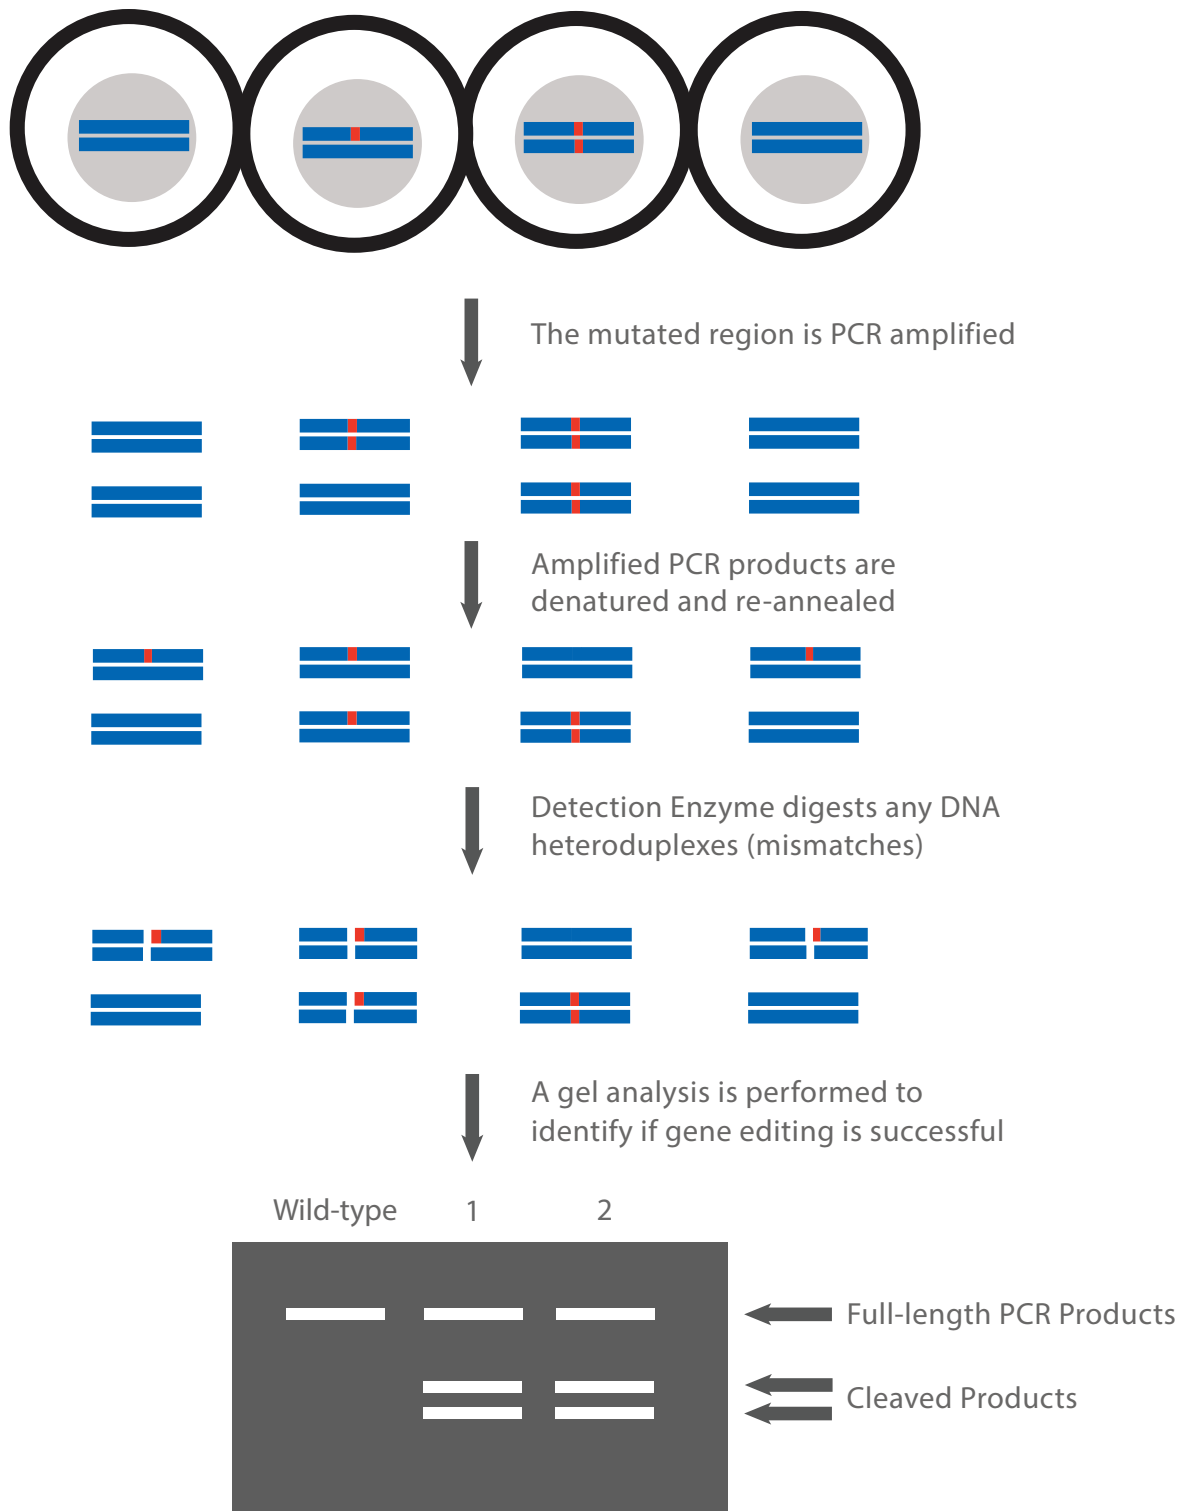 The mutated region is PCR amplified
Amplified PCR products are
denatured and re-annealed
Detection Enzyme digests any DNA
heteroduplexes (mismatches)
A gel analysis is performed to
identify if gene editing is successful
Wild-type 1 2
Full-length PCR Products
Cleaved Products